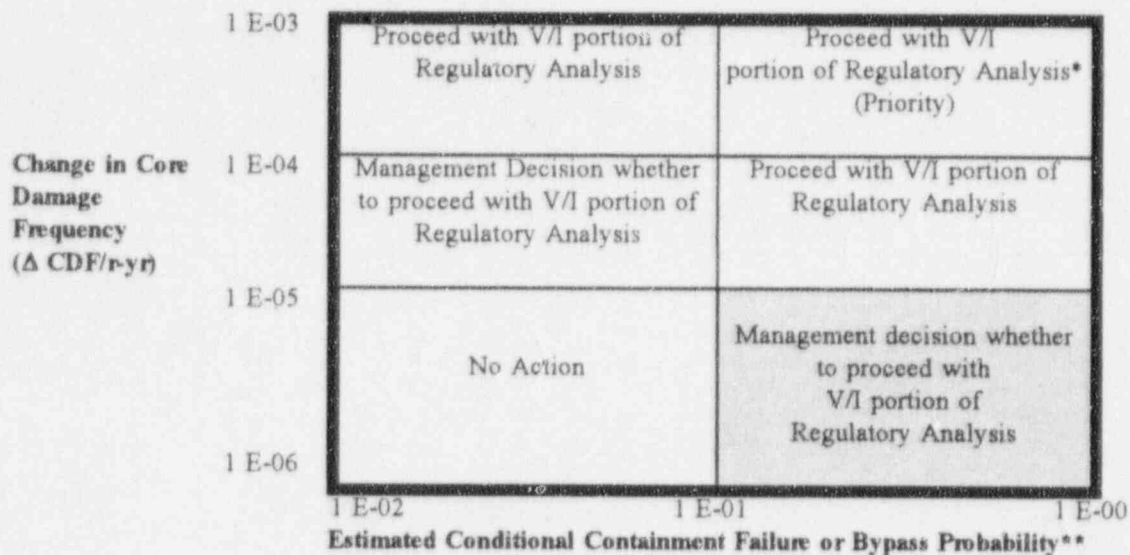 1 E-03
Proceed with V/I portion of
Regulatory Analysis
Proceed with V/I
portion of Regulatory Analysis*
(Priority)
Change in Core
Damage
Frequency
(Δ CDF/r-yr)
1 E-04
Management Decision whether
to proceed with V/I portion of
Regulatory Analysis
Proceed with V/I portion of
Regulatory Analysis
1 E-05
No Action
Management decision whether
to proceed with
V/I portion of
Regulatory Analysis
1 E-06
1 E-02
1 E-01
1 E-00
Estimated Conditional Containment Failure or Bypass Probability**